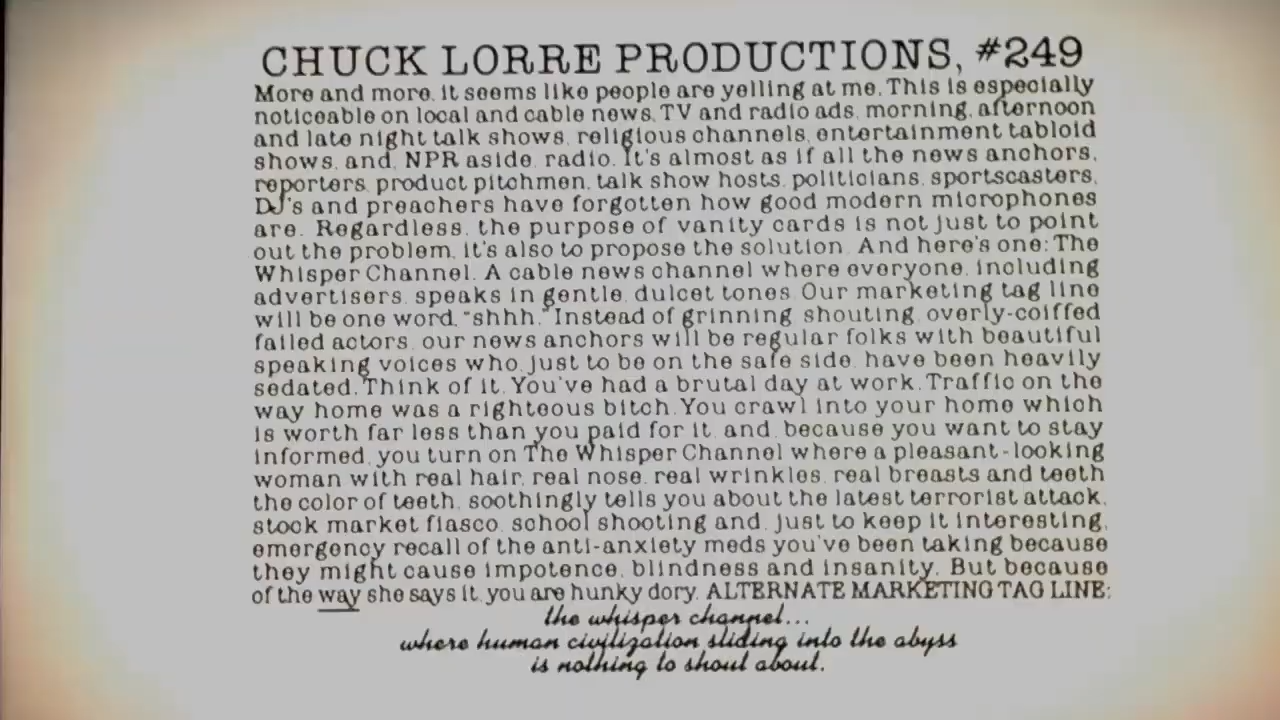 CHUCK LORRE PRODUCTIONS, #249
More and more, it seems like people are yelling at me. This is especially
noticeable on local and cable news, TV and radio ads, morning, afternoon
and late night talk shows, religious channels, entertainment tabloid
shows, and, NPR aside, radio. It's almost as if all the news anchors,
reporters, product pitchmen, talk show hosts, politicians, sportscasters,
DJ's and preachers have forgotten how good modern microphones
are. Regardless, the purpose of vanity cards is not just to point
out the problem, it's also to propose the solution. And here's one: The
Whisper Channel. A cable news channel where everyone, including
advertisers, speaks in gentle, dulcet tones. Our marketing tag line
will be one word, "shhh." Instead of grinning, shouting, overly-coiffed
failed actors, our news anchors will be regular folks with beautiful
speaking voices who, just to be on the safe side, have been heavily
sedated. Think of it. You've had a brutal day at work. Traffic on the
way home was a righteous bitch. You crawl into your home which
is worth far less than you paid for it, and, because you want to stay
informed, you turn on The Whisper Channel where a pleasant-looking
woman with real hair, real nose, real wrinkles, real breasts and teeth
the color of teeth, soothingly tells you about the latest terrorist attack,
stock market fiasco, school shooting and, just to keep it interesting,
emergency recall of the anti-anxiety meds you've been taking because
they might cause impotence, blindness and insanity. But because
of the way she says it, you are hunky dory. ALTERNATE MARKETING TAG LINE:
the whisper channel...
where human civilization sliding into the abyss
is nothing to shout about.